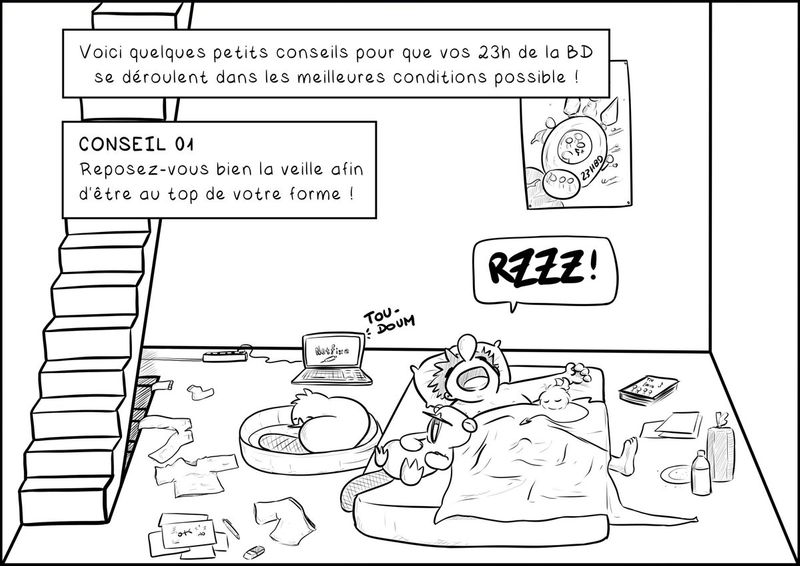 Voici quelques petits conseils pour que vos 23h de la BD
se déroulent dans les meilleures conditions possible !
CONSEIL 01
Reposez-vous bien la veille afin
d'être au top de votre forme !
23HBD
RZZZ!
TOU-
DOUM
Netfixe